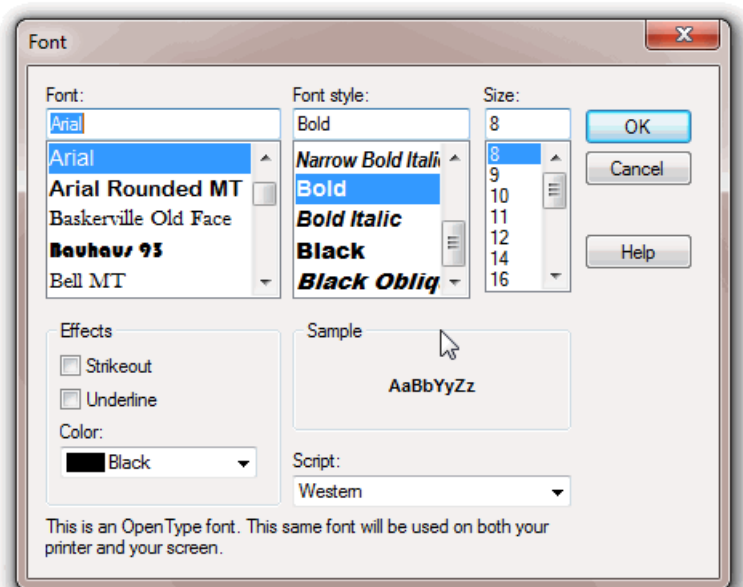 Font
Font:
Arial
Arial
Arial Rounded MT
Baskerville Old Face
Bauhaus 93
Bell MT
Font style:
Bold
Narrow Bold Itali
Bold
Bold Italic
Black
Black Obliq
Size:
8
8
9
10
11
12
14
16
OK
Cancel
Help
Effects
Strikeout
Underline
Color:
Black
Sample
AaBbYyZz
Script:
Western
This is an OpenType font. This same font will be used on both your
printer and your screen.